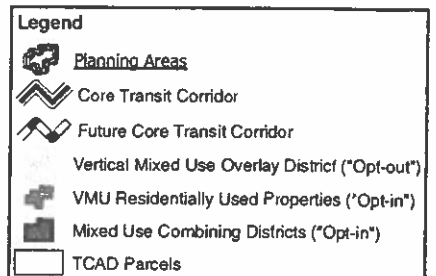 Legend
Planning Areas
Core Transit Corridor
Future Core Transit Corridor
Vertical Mixed Use Overlay District ("Opt-out")
VMU Residentially Used Properties ("Opt-in")
Mixed Use Combining Districts ("Opt-in")
TCAD Parcels